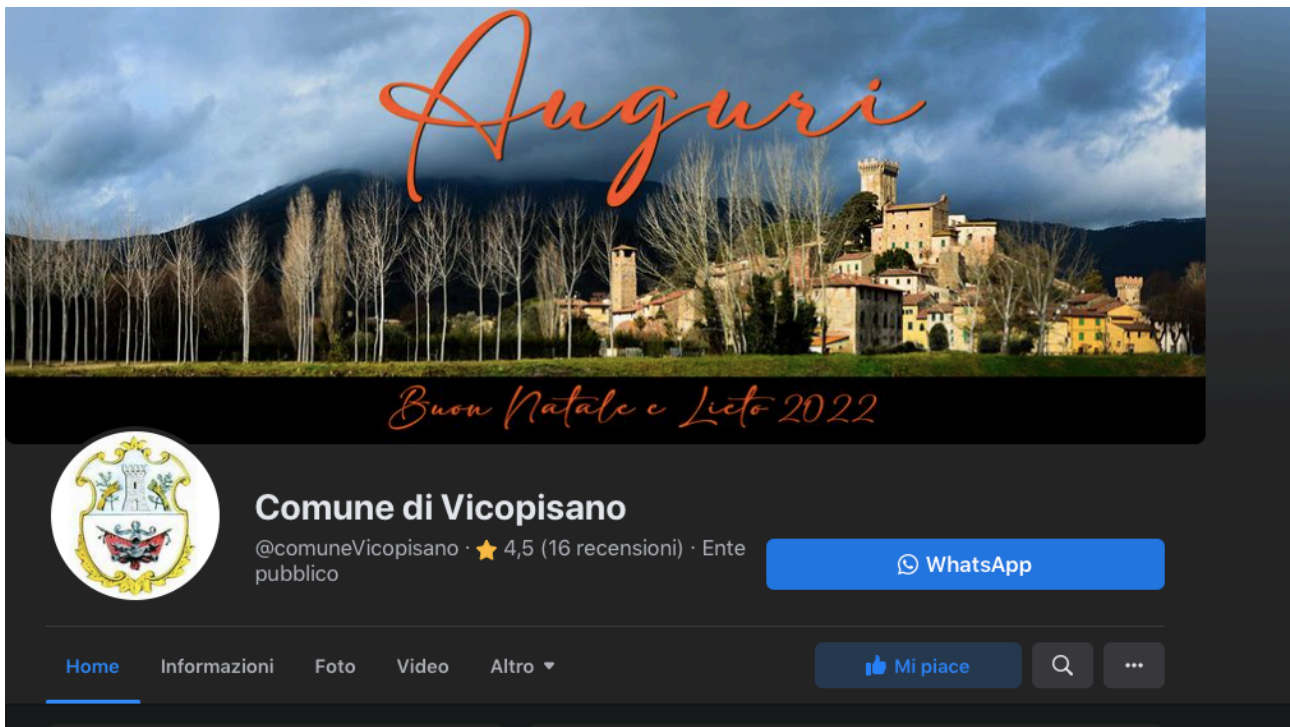 Auguri
Buon Natale e Lieto 2022
Comune di Vicopisano
@comuneVicopisano · ⭐ 4,5 (16 recensioni) · Ente
pubblico
WhatsApp
Home Informazioni Foto Video Altro ▼ Mi piace ...